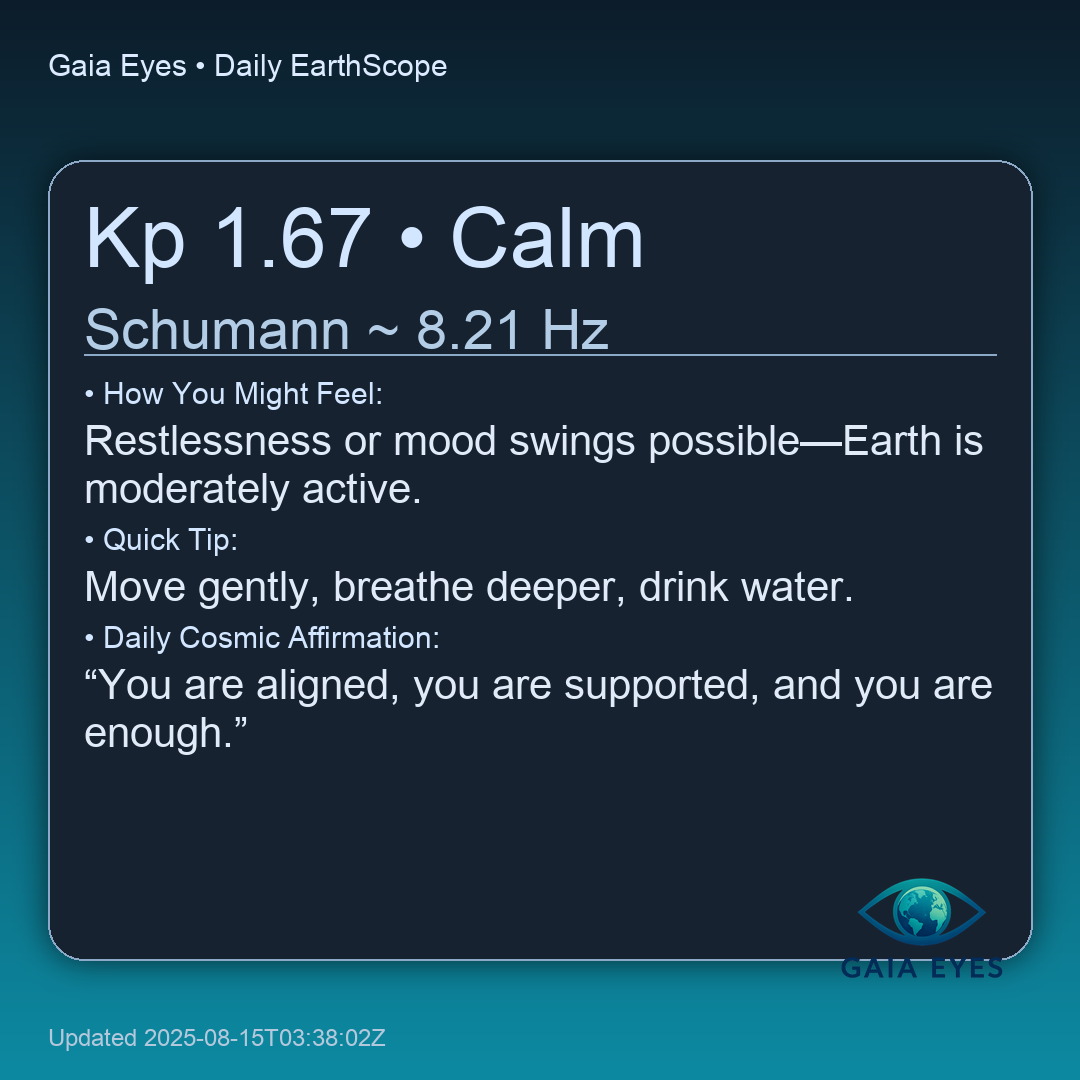 Gaia Eyes • Daily EarthScope
Kp 1.67 • Calm
Schumann ~ 8.21 Hz
• How You Might Feel:
Restlessness or mood swings possible—Earth is
moderately active.
• Quick Tip:
Move gently, breathe deeper, drink water.
• Daily Cosmic Affirmation:
“You are aligned, you are supported, and you are
enough.”
GAIA EYES
Updated 2025-08-15T03:38:02Z